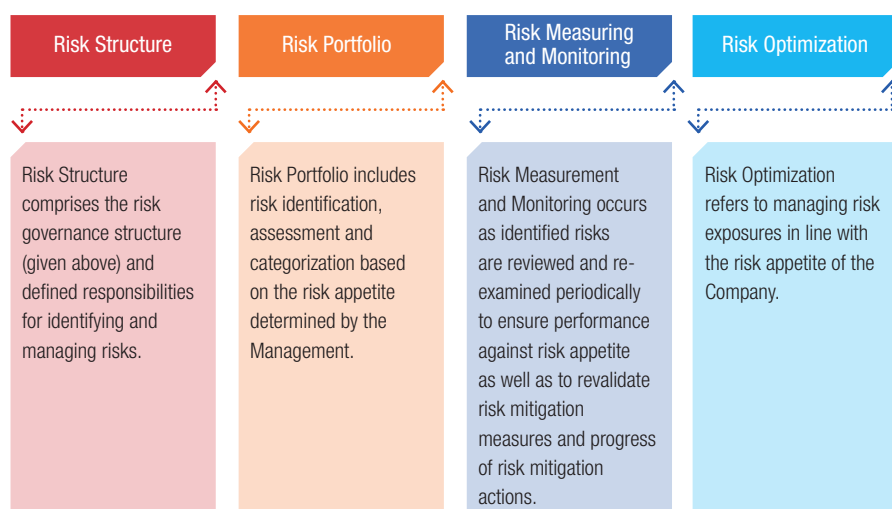 Risk Structure
Risk Structure
comprises the risk
governance structure
(given above) and
defined responsibilities
for identifying and
managing risks.
Risk Portfolio
Risk Portfolio includes
risk identification,
assessment and
categorization based
on the risk appetite
determined by the
Management.
Risk Measuring
and Monitoring
Risk Measurement
and Monitoring occurs
as identified risks
are reviewed and re-
examined periodically
to ensure performance
against risk appetite
as well as to revalidate
risk mitigation
measures and progress
of risk mitigation
actions.
Risk Optimization
Risk Optimization
refers to managing risk
exposures in line with
the risk appetite of the
Company.